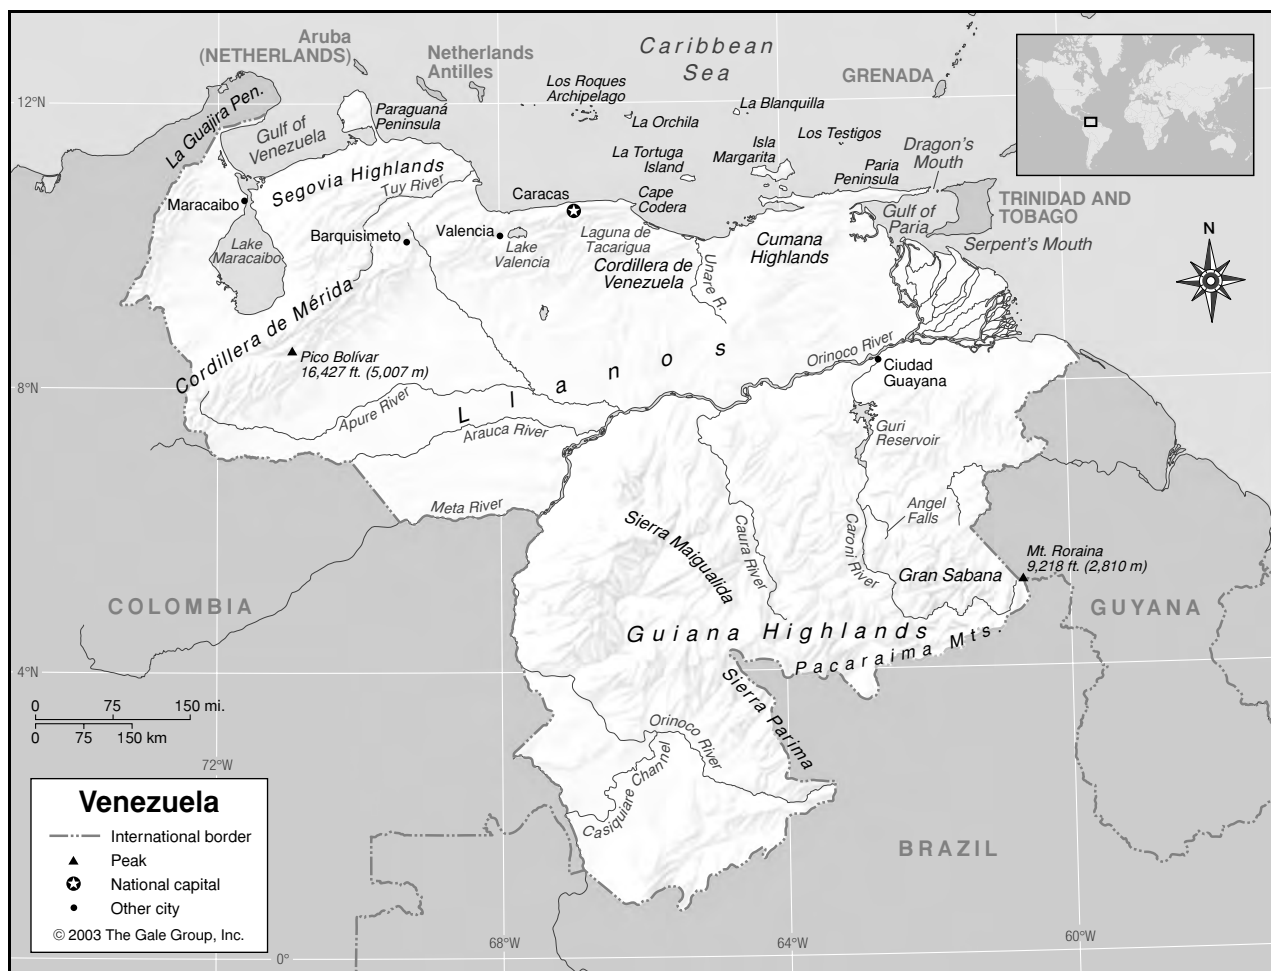 Caribbean
Sea
Aruba
(NETHERLANDS)
Netherlands
Antilles
Los Roques
Archipelago
GRENADA
La Blanquilla
12°N
La Guajira Pen.
Gulf of
Venezuela
Paraguaná
Peninsula
La Orchila
Isla
Margarita
Los Testigos
Dragon's
Mouth
La Tortuga
Island
Paria
Peninsula
Segovia Highlands
Tuy River
Caracas
Cape
Codera
TRINIDAD AND
TOBAGO
Maracaibo
Barquisimeto
Valencia
Lake
Valencia
Laguna de
Tacarigua
Gulf of
Paria
Serpent's Mouth
N
Lake
Maracaibo
Cordillera de
Venezuela
Unare R.
Cumana
Highlands
Cordillera de Mérida
Pico Bolívar
16,427 ft. (5,007 m)
Llanos
Orinoco River
Ciudad
Guayana
8°N
Apure River
Arauca River
Guri
Reservoir
Meta River
Sierra Maigualida
Caura River
Caroni River
Angel
Falls
Mt. Roraima
9,218 ft. (2,810 m)
Gran Sabana
COLOMBIA
GUYANA
Guiana Highlands
Pacaraima Mts.
4°N
Sierra Parima
Orinoco River
Casiquiare Channel
0 75 150 mi.
0 75 150 km
72°W
BRAZIL
Venezuela
International border
Peak
National capital
Other city
© 2003 The Gale Group, Inc.
0°
68°W
64°W
60°W